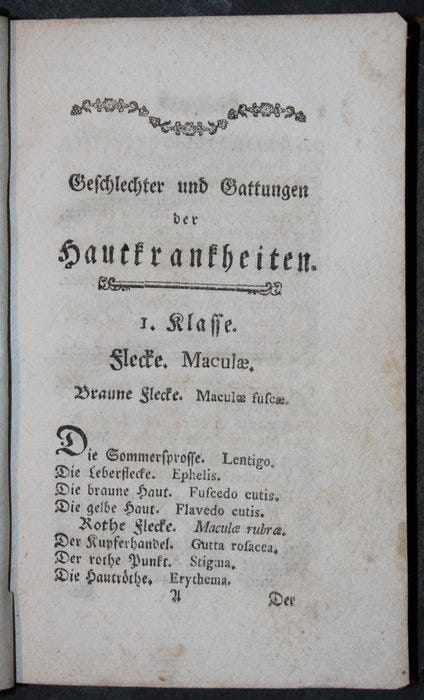 Geſchlechter und Gattungen
der
Hautkrankheiten.
1. Klaſſe.
Flecke. Maculæ.
Braune Flecke. Maculæ fuſcæ.
Die Sommerſproſſe. Lentigo.
Die Leberflecke. Ephelis.
Die braune Haut. Fuſcedo cutis.
Die gelbe Haut. Flavedo cutis.
Rothe Flecke. Maculæ rubræ.
Der Kupferhandel. Gutta roſacea.
Der rothe Punkt. Stigma.
Die Hautröthe. Erythema.
A Der